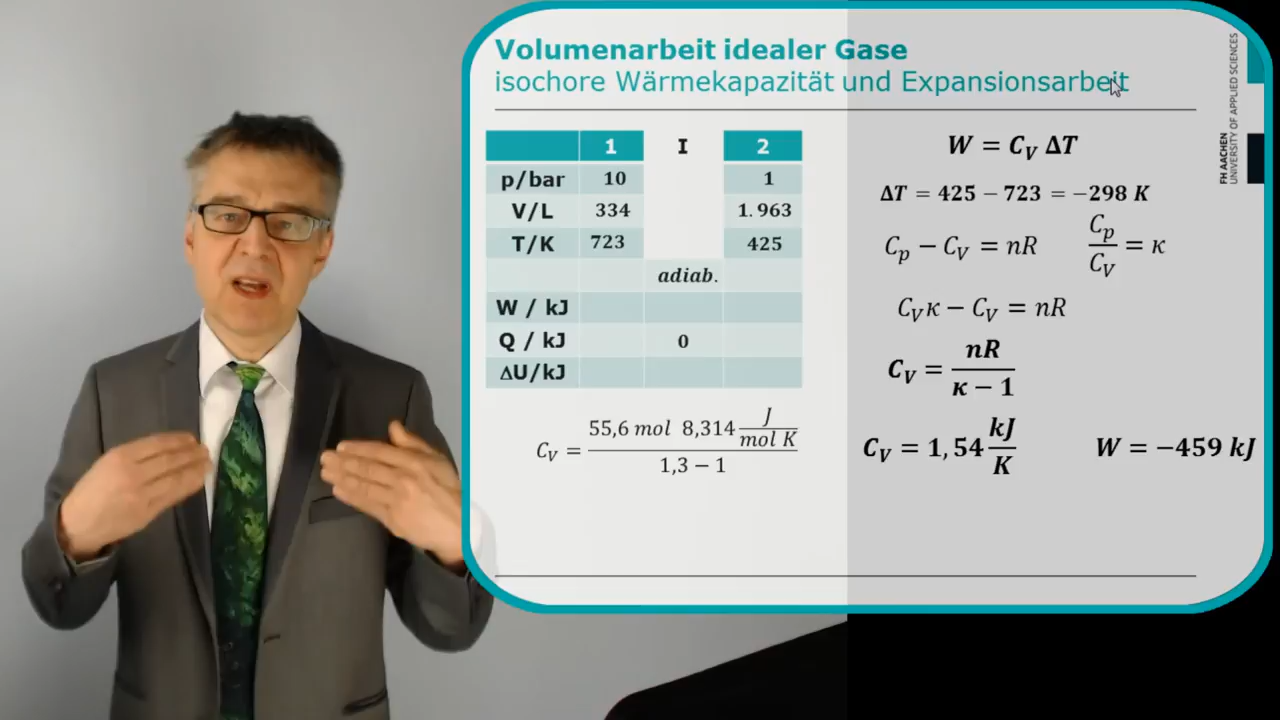 Volumenarbeit idealer Gase
isochore Wärmekapazität und Expansionsarbeit
1 I 2
p/bar 10 1
V/L 334 1.963
T/K 723 425
adiab.
W / kJ
Q / kJ 0
ΔU/kJ
C_V = 55,6 mol 8,314 J/mol K / 1,3 − 1
W = C_V ΔT
ΔT = 425 − 723 = −298 K
C_p − C_V = nR C_p/C_V = κ
C_V κ − C_V = nR
C_V = nR / κ − 1
C_V = 1,54 kJ/K W = −459 kJ
FH AACHEN
UNIVERSITY OF APPLIED SCIENCES